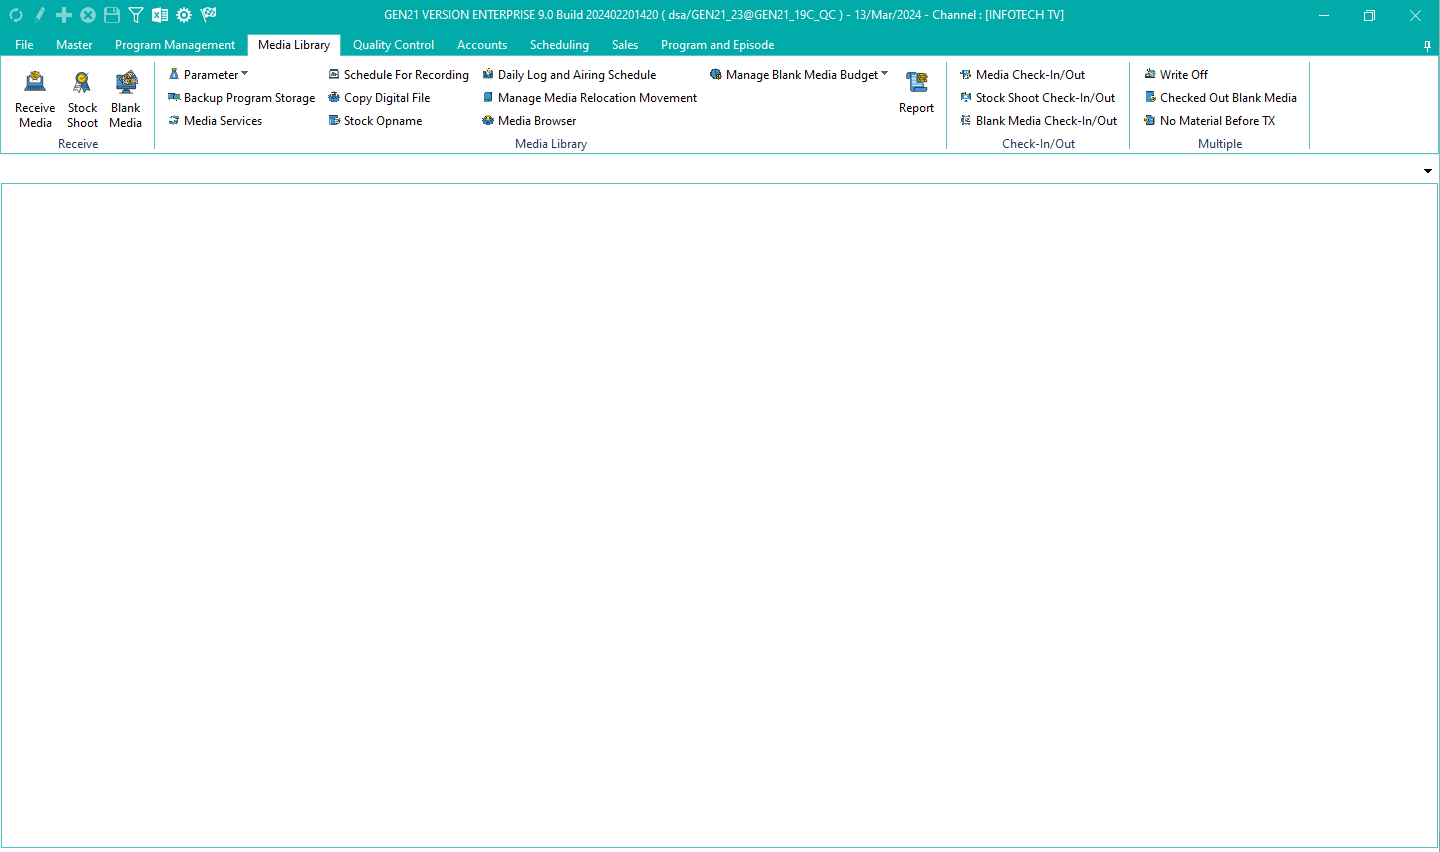 GEN21 VERSION ENTERPRISE 9.0 Build 202402201420 ( dsa/GEN21_23@GEN21_19C_QC ) - 13/Mar/2024 - Channel : [INFOTECH TV]
File Master Program Management Media Library Quality Control Accounts Scheduling Sales Program and Episode
Receive Media
Stock Shoot
Blank Media
Receive
Parameter
Backup Program Storage
Media Services
Schedule For Recording
Copy Digital File
Stock Opname
Daily Log and Airing Schedule
Manage Media Relocation Movement
Media Browser
Manage Blank Media Budget
Report
Media Library
Media Check-In/Out
Stock Shoot Check-In/Out
Blank Media Check-In/Out
Check-In/Out
Write Off
Checked Out Blank Media
No Material Before TX
Multiple